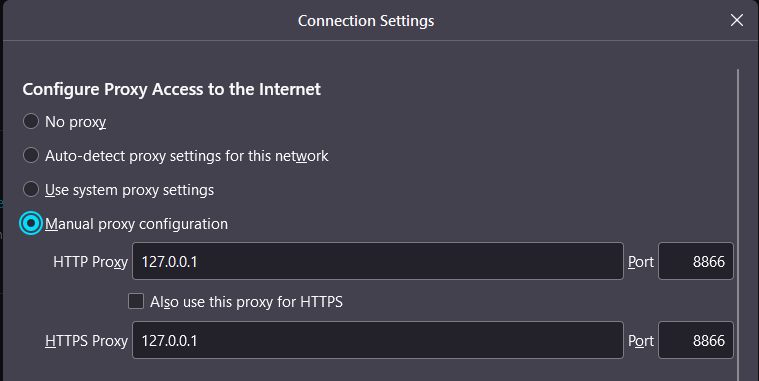 Connection Settings
Configure Proxy Access to the Internet
No proxy
Auto-detect proxy settings for this network
Use system proxy settings
Manual proxy configuration
HTTP Proxy 127.0.0.1 Port 8866
Also use this proxy for HTTPS
HTTPS Proxy 127.0.0.1 Port 8866